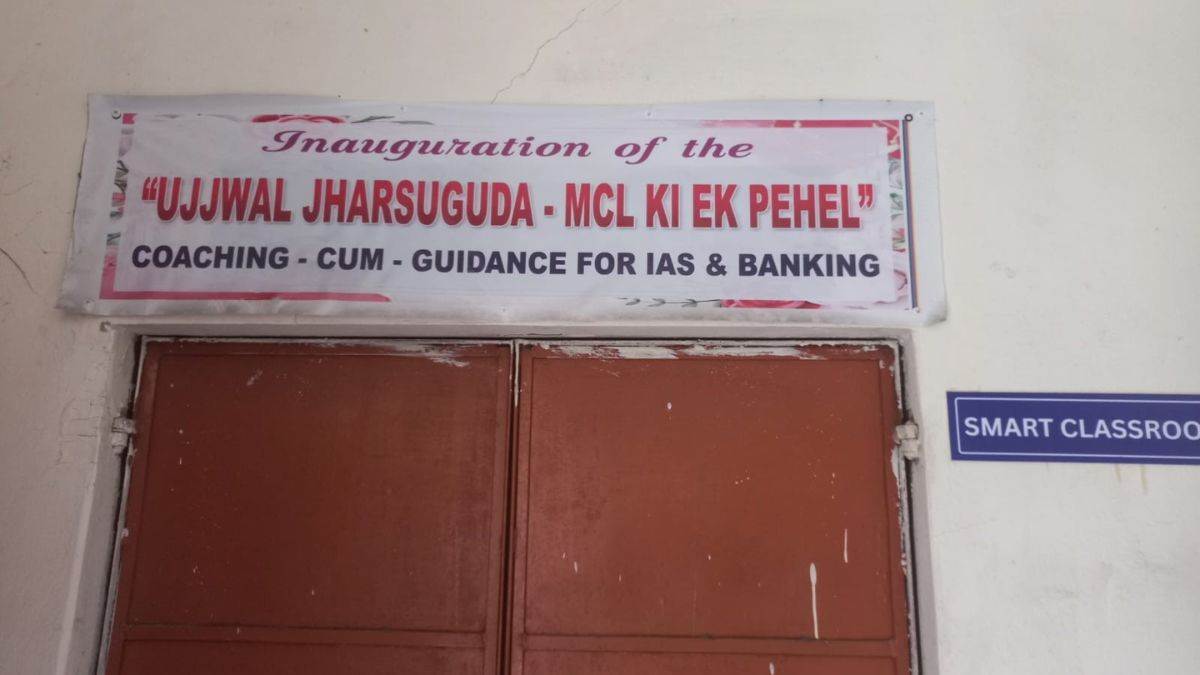 Inauguration of the
“UJJWAL JHARSUGUDA - MCL KI EK PEHEL”
COACHING - CUM - GUIDANCE FOR IAS & BANKING
SMART CLASSROO